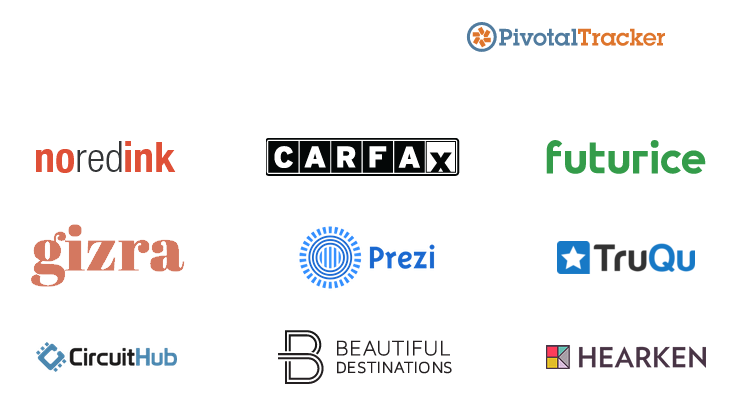 PivotalTracker
noredink
CARFAX
futurice
gizra
Prezi
TruQu
CircuitHub
BEAUTIFUL
DESTINATIONS
HEARKEN